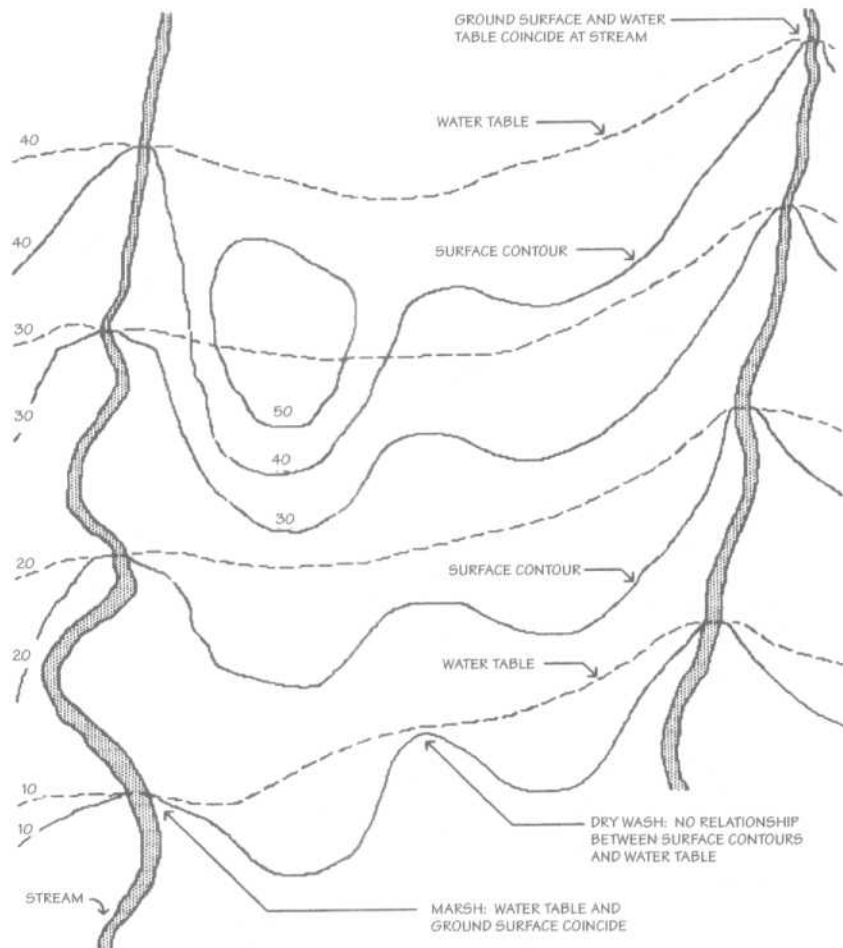 GROUND SURFACE AND WATER
TABLE COINCIDE AT STREAM
WATER TABLE
40
40
SURFACE CONTOUR
30
30
50
40
30
20
SURFACE CONTOUR
20
WATER TABLE
10
10
DRY WASH: NO RELATIONSHIP
BETWEEN SURFACE CONTOURS
AND WATER TABLE
STREAM
MARSH: WATER TABLE AND
GROUND SURFACE COINCIDE